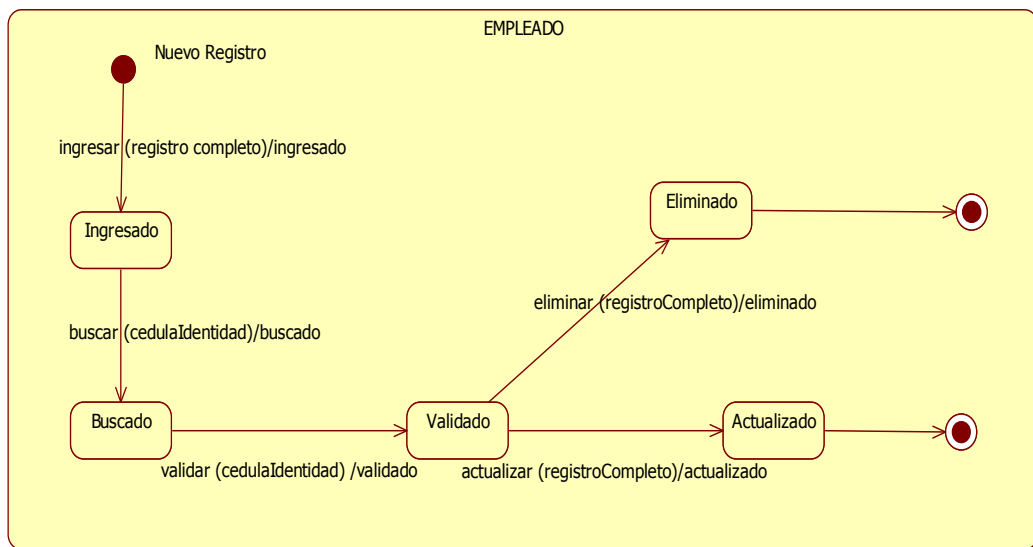 EMPLEADO
Nuevo Registro
ingresar (registro completo)/ingresado
Ingresado
Eliminado
eliminar (registroCompleto)/eliminado
buscar (cedulaIdentidad)/buscado
Buscado
Validado
Actualizado
validar (cedulaIdentidad) /validado
actualizar (registroCompleto)/actualizado